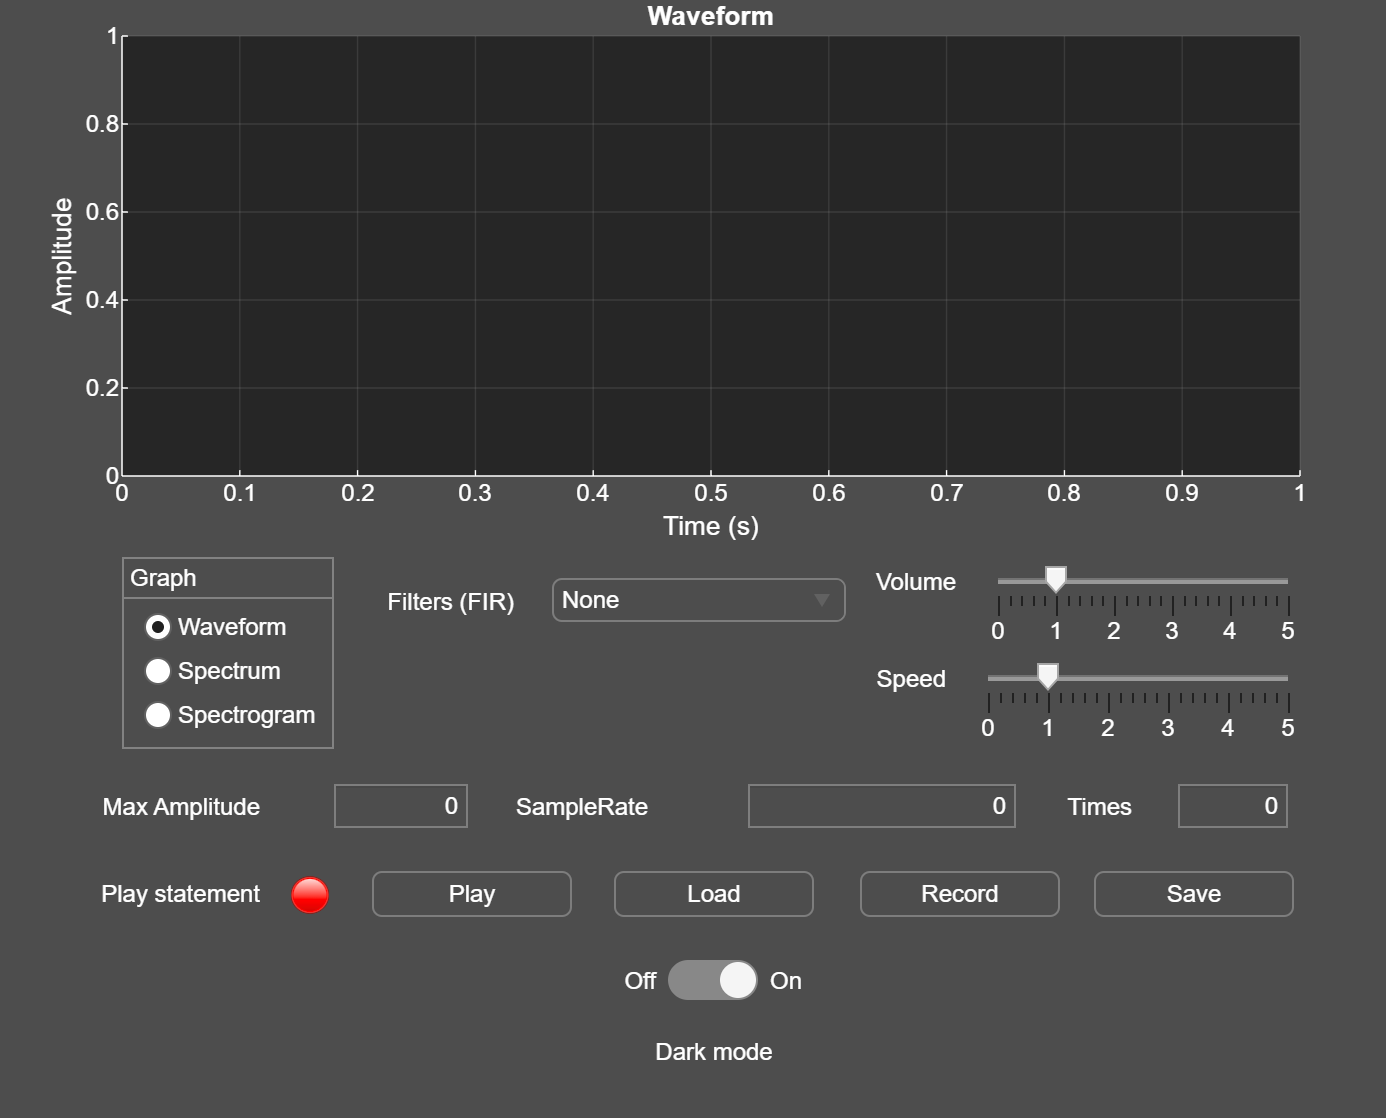 Waveform
1
0.8
0.6
0.4
0.2
0
Amplitude
0 0.1 0.2 0.3 0.4 0.5 0.6 0.7 0.8 0.9 1
Time (s)
Graph
Waveform
Spectrum
Spectrogram
Filters (FIR) None
Volume
0 1 2 3 4 5
Speed
0 1 2 3 4 5
Max Amplitude 0 SampleRate 0 Times 0
Play statement Play Load Record Save
Off On
Dark mode